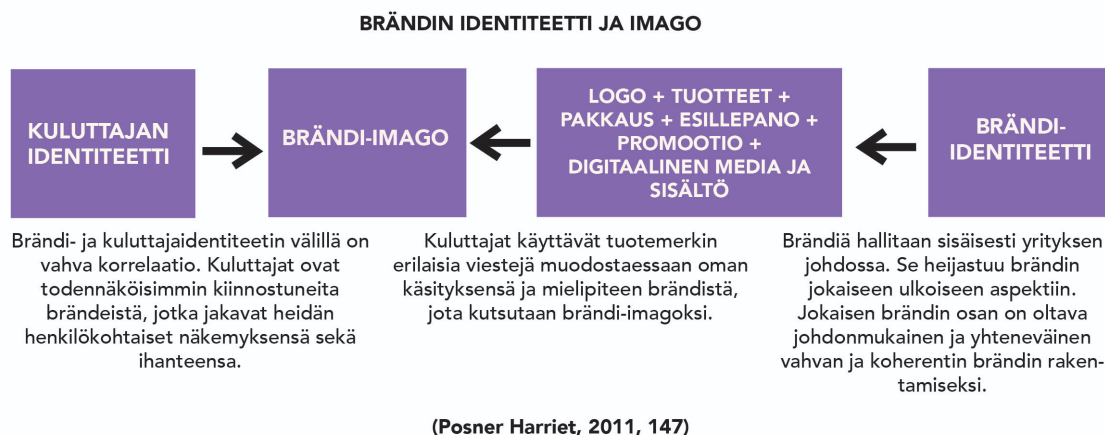 BRÄNDIN IDENTITEETTI JA IMAGO
KULUTTAJAN
IDENTITEETTI
BRÄNDI-IMAGO
LOGO + TUOTTEET +
PAKKAUS + ESILLEPANO +
PROMOOTIO +
DIGITAALINEN MEDIA JA
SISÄLTÖ
BRÄNDI-
IDENTITEETTI
Brändi- ja kuluttajaidentiteetin välillä on
vahva korrelaatio. Kuluttajat ovat
todennäköisimmin kiinnostuneita
brändeistä, jotka jakavat heidän
henkilökohtaiset näkemyksensä sekä
ihanteensa.
Kuluttajat käyttävät tuotemerkin
erilaisia viestejä muodostaessaan oman
käsityksensä ja mielipiteen brändistä,
jota kutsutaan brändi-imagoksi.
Brändiä hallitaan sisäisesti yrityksen
johdossa. Se heijastuu brändin
jokaiseen ulkoiseen aspektiin.
Jokaisen brändin osan on oltava
johdonmukainen ja yhteneväinen
vahvan ja koherentin brändin raken-
tamiseksi.
(Posner Harriet, 2011, 147)